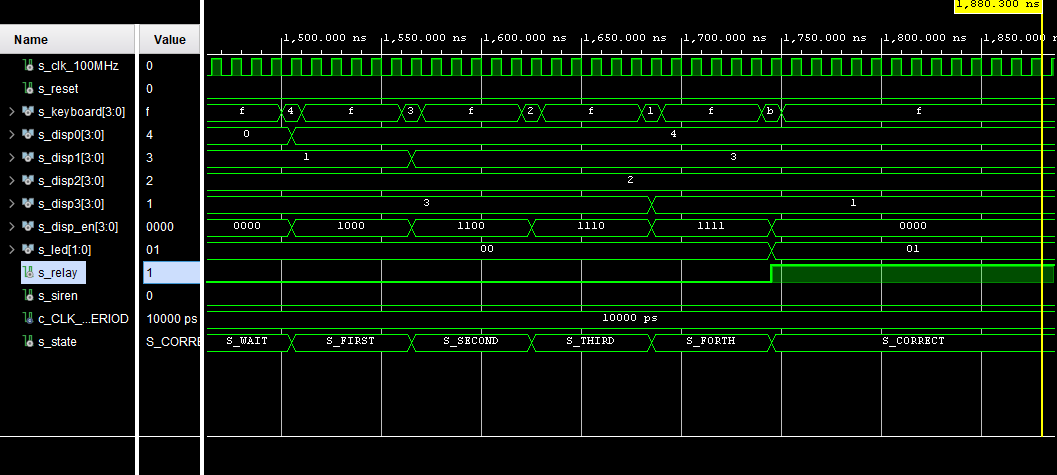 1,880.300 ns
Name Value 1,500.000 ns 1,550.000 ns 1,600.000 ns 1,650.000 ns 1,700.000 ns 1,750.000 ns 1,800.000 ns 1,850.000 ns
s_clk_100MHz 0
s_reset 0
s_keyboard[3:0] f f 4 f 3 f 2 f 1 f b f
s_disp0[3:0] 4 0 4
s_disp1[3:0] 3 1 3
s_disp2[3:0] 2 2
s_disp3[3:0] 1 3 1
s_disp_en[3:0] 0000 0000 1000 1100 1110 1111 0000
s_led[1:0] 01 00 01
s_relay 1
s_siren 0
c_CLK_...ERIOD 10000 ps 10000 ps
s_state S_CORRE S_WAIT S_FIRST S_SECOND S_THIRD S_FORTH S_CORRECT